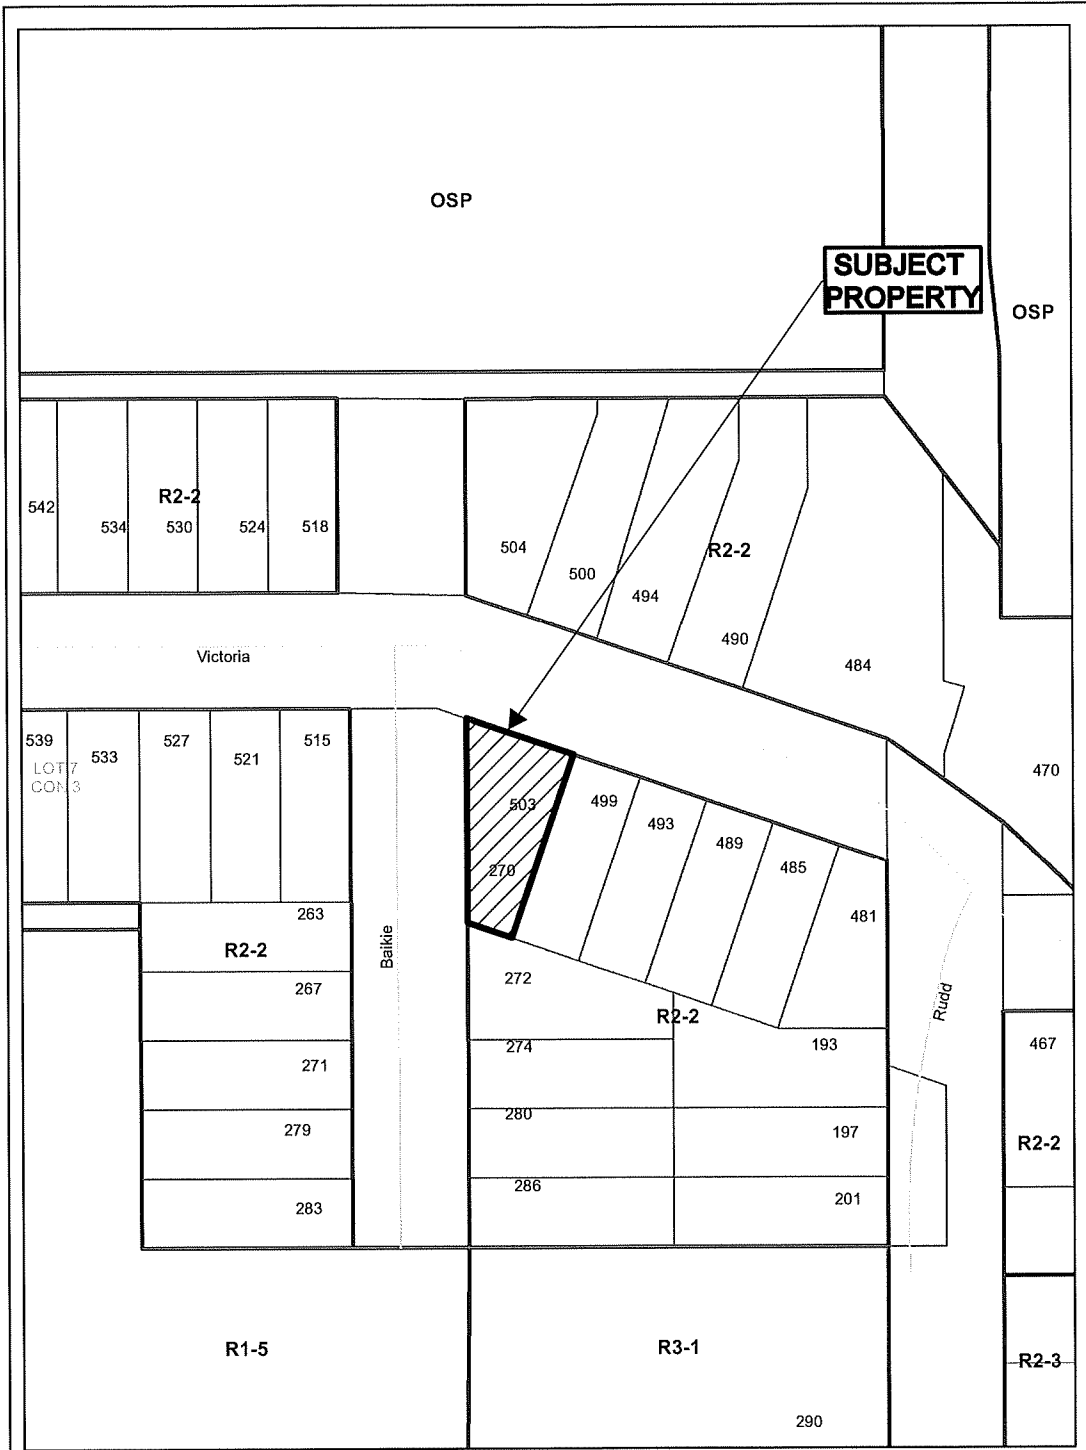 OSP
SUBJECT
PROPERTY
OSP
542
534
R2-2
530
524
518
504
500
494
R2-2
490
484
Victoria
470
539
533
527
521
515
LOT 7
CON 3
503
270
499
493
489
485
481
263
R2-2
267
271
279
283
Baikie
272
R2-2
274
193
280
197
286
201
Rudd
467
R2-2
R1-5
R3-1
R2-3
290